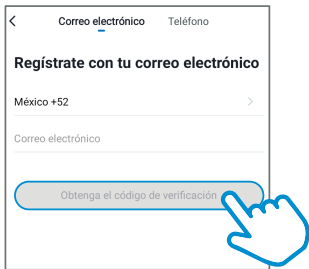 Correo electrónico Teléfono
Regístrate con tu correo electrónico
México +52
Correo electrónico
Obtenga el código de verificación